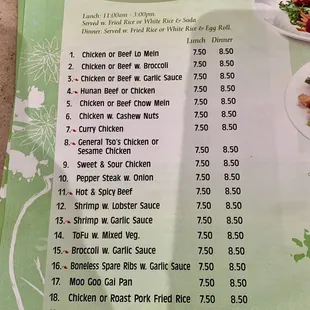 Lunch: 11:00am - 3:00pm.
Served w. Fried Rice or White Rice & Soda
Dinner: Served w. Fried Rice or White Rice & Egg Roll.
Lunch Dinner
1. Chicken or Beef Lo Mein 7.50 8.50
2. Chicken or Beef w. Broccoli 7.50 8.50
3. Chicken or Beef w. Garlic Sauce 7.50 8.50
4. Hunan Beef or Chicken 7.50 8.50
5. Chicken or Beef Chow Mein 7.50 8.50
6. Chicken w. Cashew Nuts 7.50 8.50
7. Curry Chicken 7.50 8.50
8. General Tso's Chicken or
Sesame Chicken 7.50 8.50
9. Sweet & Sour Chicken 7.50 8.50
10. Pepper Steak w. Onion 7.50 8.50
11. Hot & Spicy Beef 7.50 8.50
12. Shrimp w. Lobster Sauce 7.50 8.50
13. Shrimp w. Garlic Sauce 7.50 8.50
14. ToFu w. Mixed Veg. 7.50 8.50
15. Broccoli w. Garlic Sauce 7.50 8.50
16. Boneless Spare Ribs w. Garlic Sauce 7.50 8.50
17. Moo Goo Gai Pan 7.50 8.50
18. Chicken or Roast Pork Fried Rice 7.50 8.50